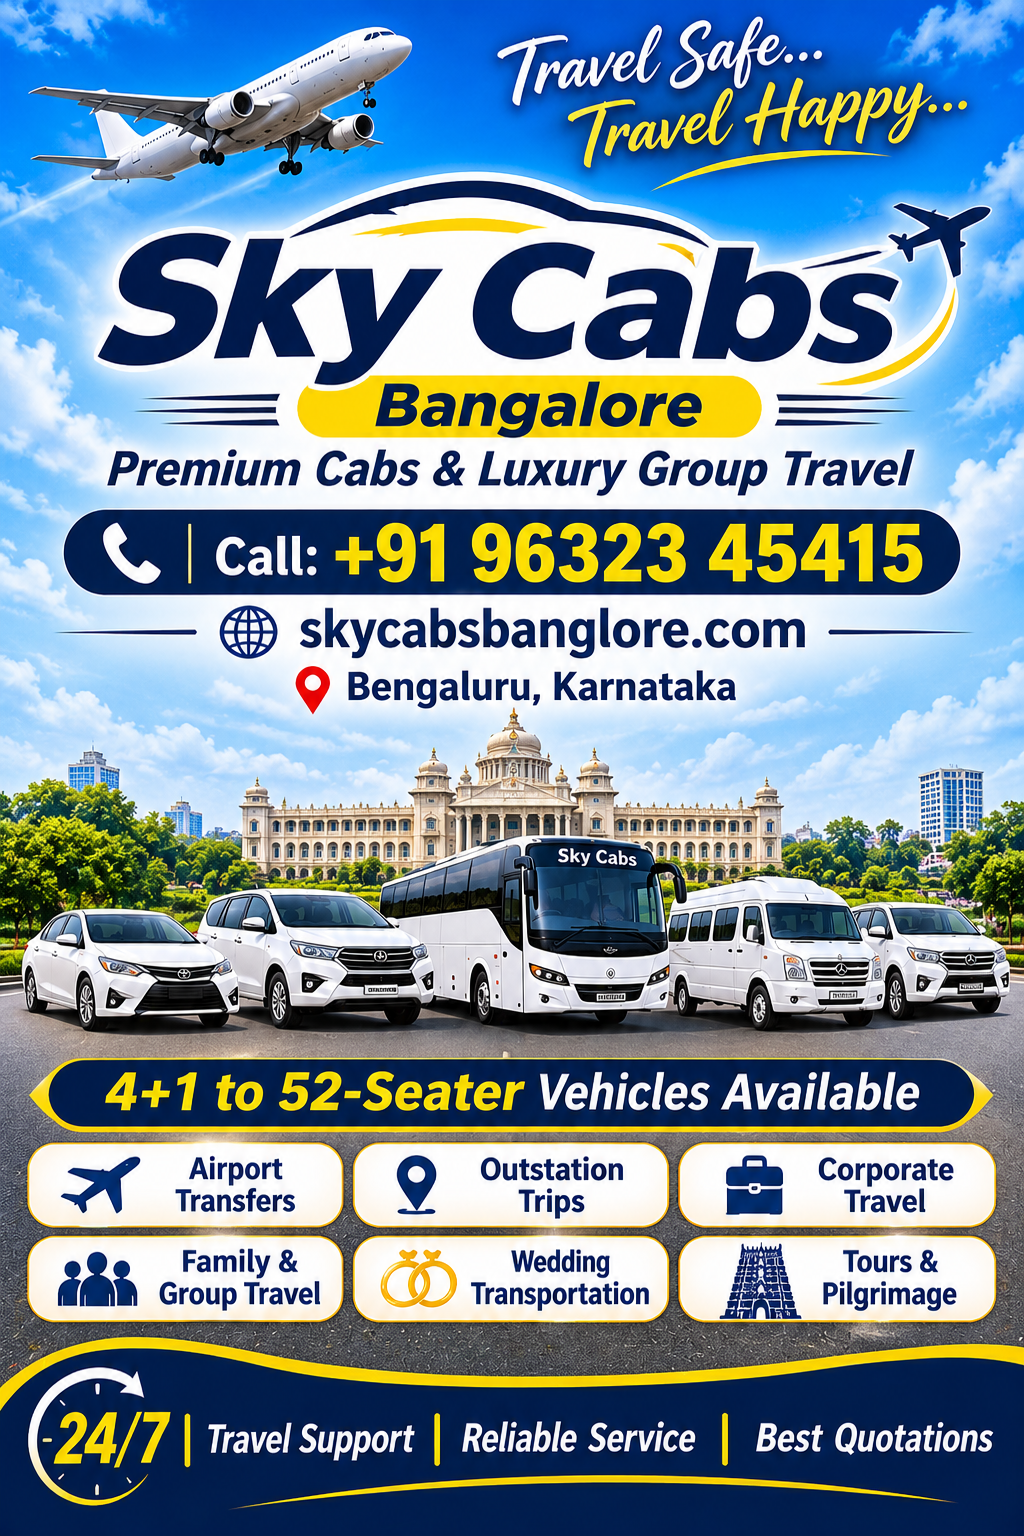 Travel Safe...
Travel Happy...
Sky Cabs
Bangalore
Premium Cabs & Luxury Group Travel
Call: +91 96323 45415
skycabsbanglore.com
Bengaluru, Karnataka
Sky Cabs
4+1 to 52-Seater Vehicles Available
Airport
Transfers
Outstation
Trips
Corporate
Travel
Family &
Group Travel
Wedding
Transportation
Tours &
Pilgrimage
24/7 | Travel Support | Reliable Service | Best Quotations